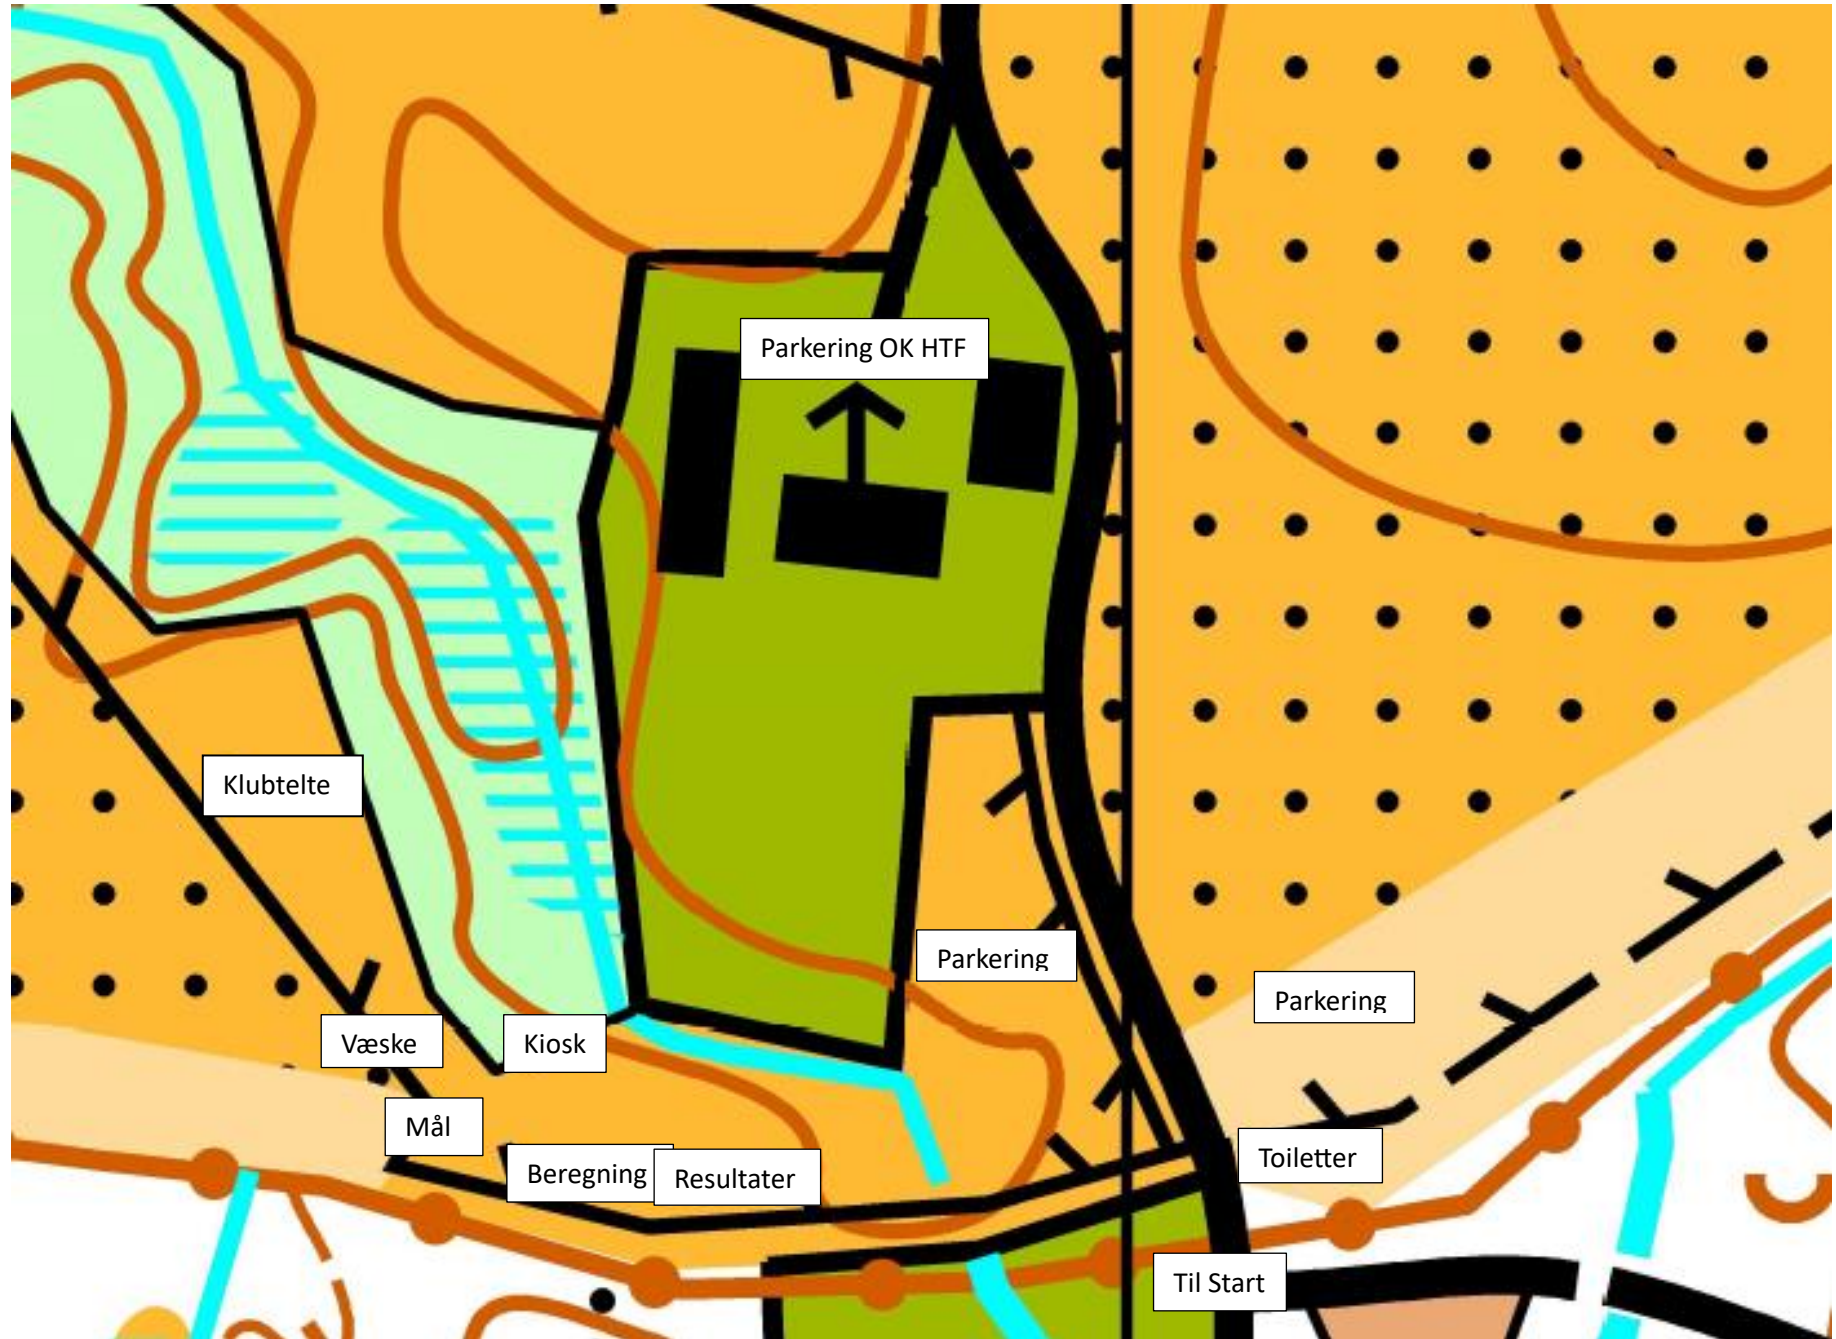 Parkering OK HTF
Klubtelte
Parkering
Parkering
Væske
Kiosk
Mål
Beregning
Resultater
Toiletter
Til Start